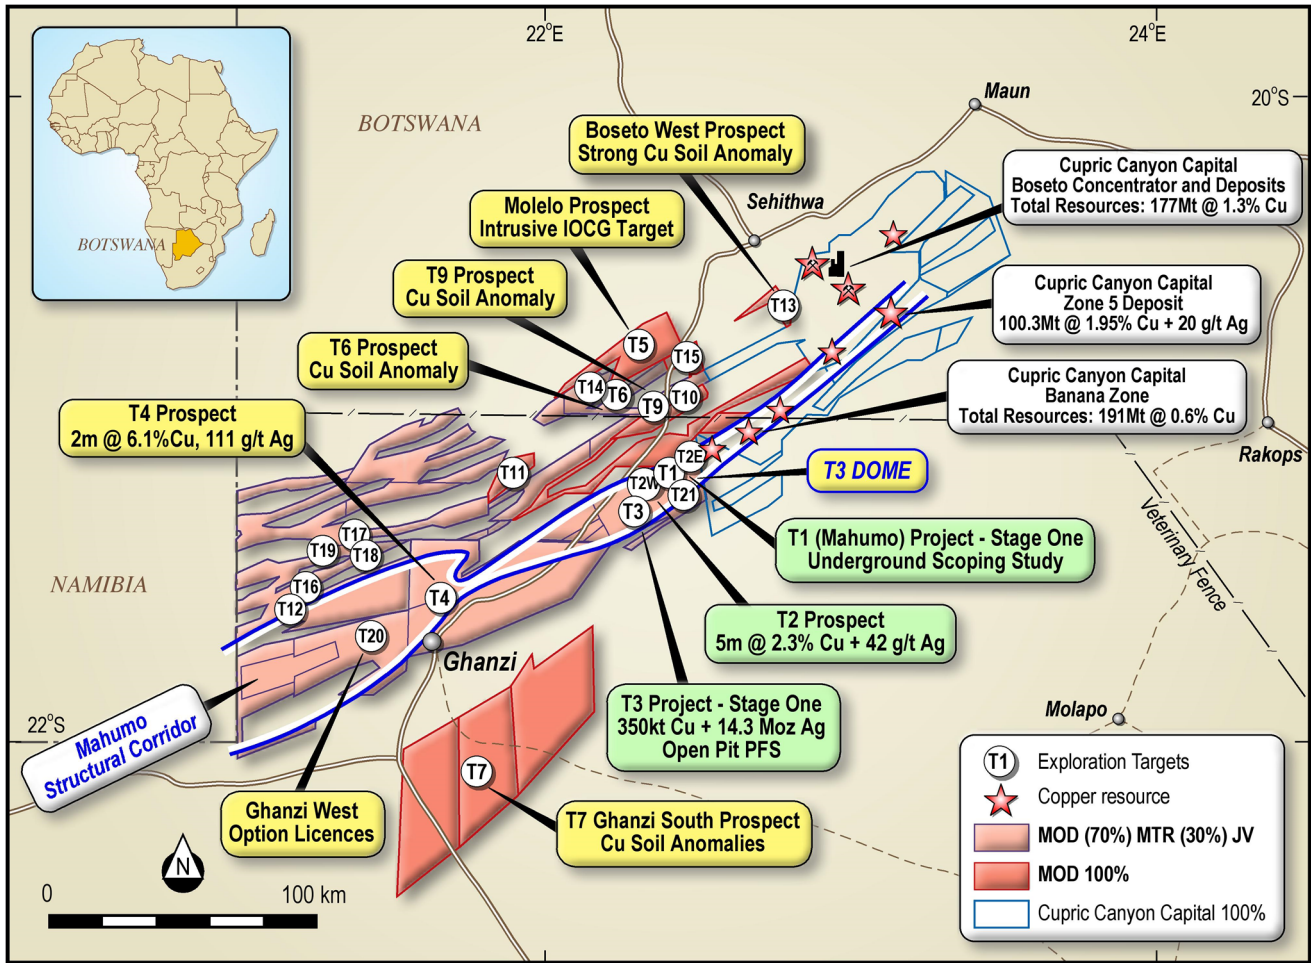 22°E
24°E
20°S
BOTSWANA
Maun
Boseto West Prospect
Strong Cu Soil Anomaly
Cupric Canyon Capital
Boseto Concentrator and Deposits
Total Resources: 177Mt @ 1.3% Cu
Sehithwa
Molelo Prospect
Intrusive IOCG Target
BOTSWANA
T9 Prospect
Cu Soil Anomaly
Cupric Canyon Capital
Zone 5 Deposit
100.3Mt @ 1.95% Cu + 20 g/t Ag
T13
T6 Prospect
Cu Soil Anomaly
T5
T15
Cupric Canyon Capital
Banana Zone
Total Resources: 191Mt @ 0.6% Cu
T14
T6
T9
T10
T4 Prospect
2m @ 6.1%Cu, 111 g/t Ag
Rakops
T11
T2E
T1
T2W
T21
T3
T3 DOME
Veterinary Fence
T1 (Mahumo) Project - Stage One
Underground Scoping Study
T17
T19
T18
NAMIBIA
T16
T12
T4
T20
Ghanzi
T2 Prospect
5m @ 2.3% Cu + 42 g/t Ag
T3 Project - Stage One
350kt Cu + 14.3 Moz Ag
Open Pit PFS
22°S
Mahumo
Structural Corridor
Molapo
T7
Ghanzi West
Option Licences
T7 Ghanzi South Prospect
Cu Soil Anomalies
T1
Exploration Targets
Copper resource
MOD (70%) MTR (30%) JV
MOD 100%
Cupric Canyon Capital 100%
N
0
100 km